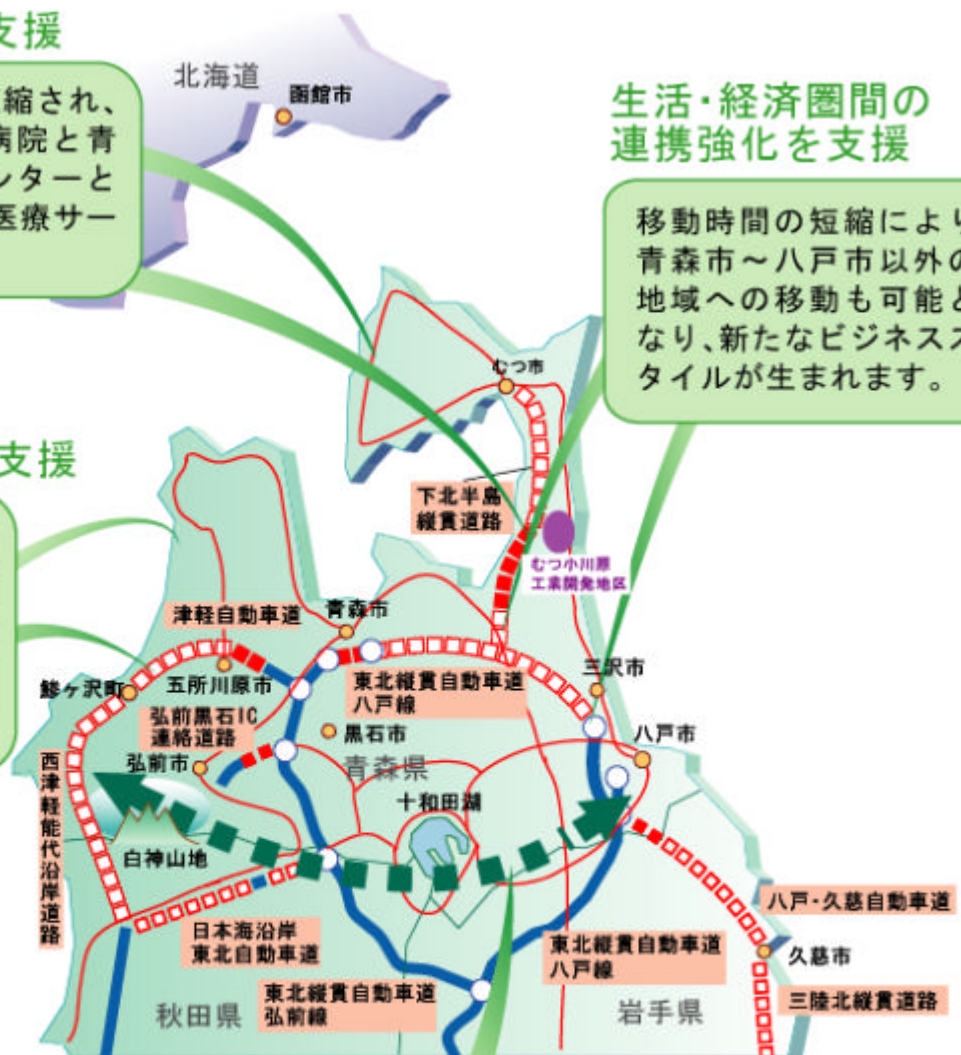 支援
縮され、
病院と青
ンターと
医療サー
北海道
函館市
生活・経済圏間の
連携強化を支援
移動時間の短縮により
青森市～八戸市以外の
地域への移動も可能と
なり、新たなビジネスス
タイルが生まれます。
支援
むつ市
下北半島
縦貫道路
むつ小川原
工業開発地区
津軽自動車道
青森市
鰺ヶ沢町
五所川原市
東北縦貫自動車道
八戸線
三沢市
弘前黒石IC
連絡道路
黒石市
八戸市
弘前市
青森県
十和田湖
西津軽能代沿岸道路
白神山地
八戸・久慈自動車道
日本海沿岸
東北自動車道
東北縦貫自動車道
八戸線
久慈市
東北縦貫自動車道
弘前線
三陸北縦貫道路
秋田県
岩手県